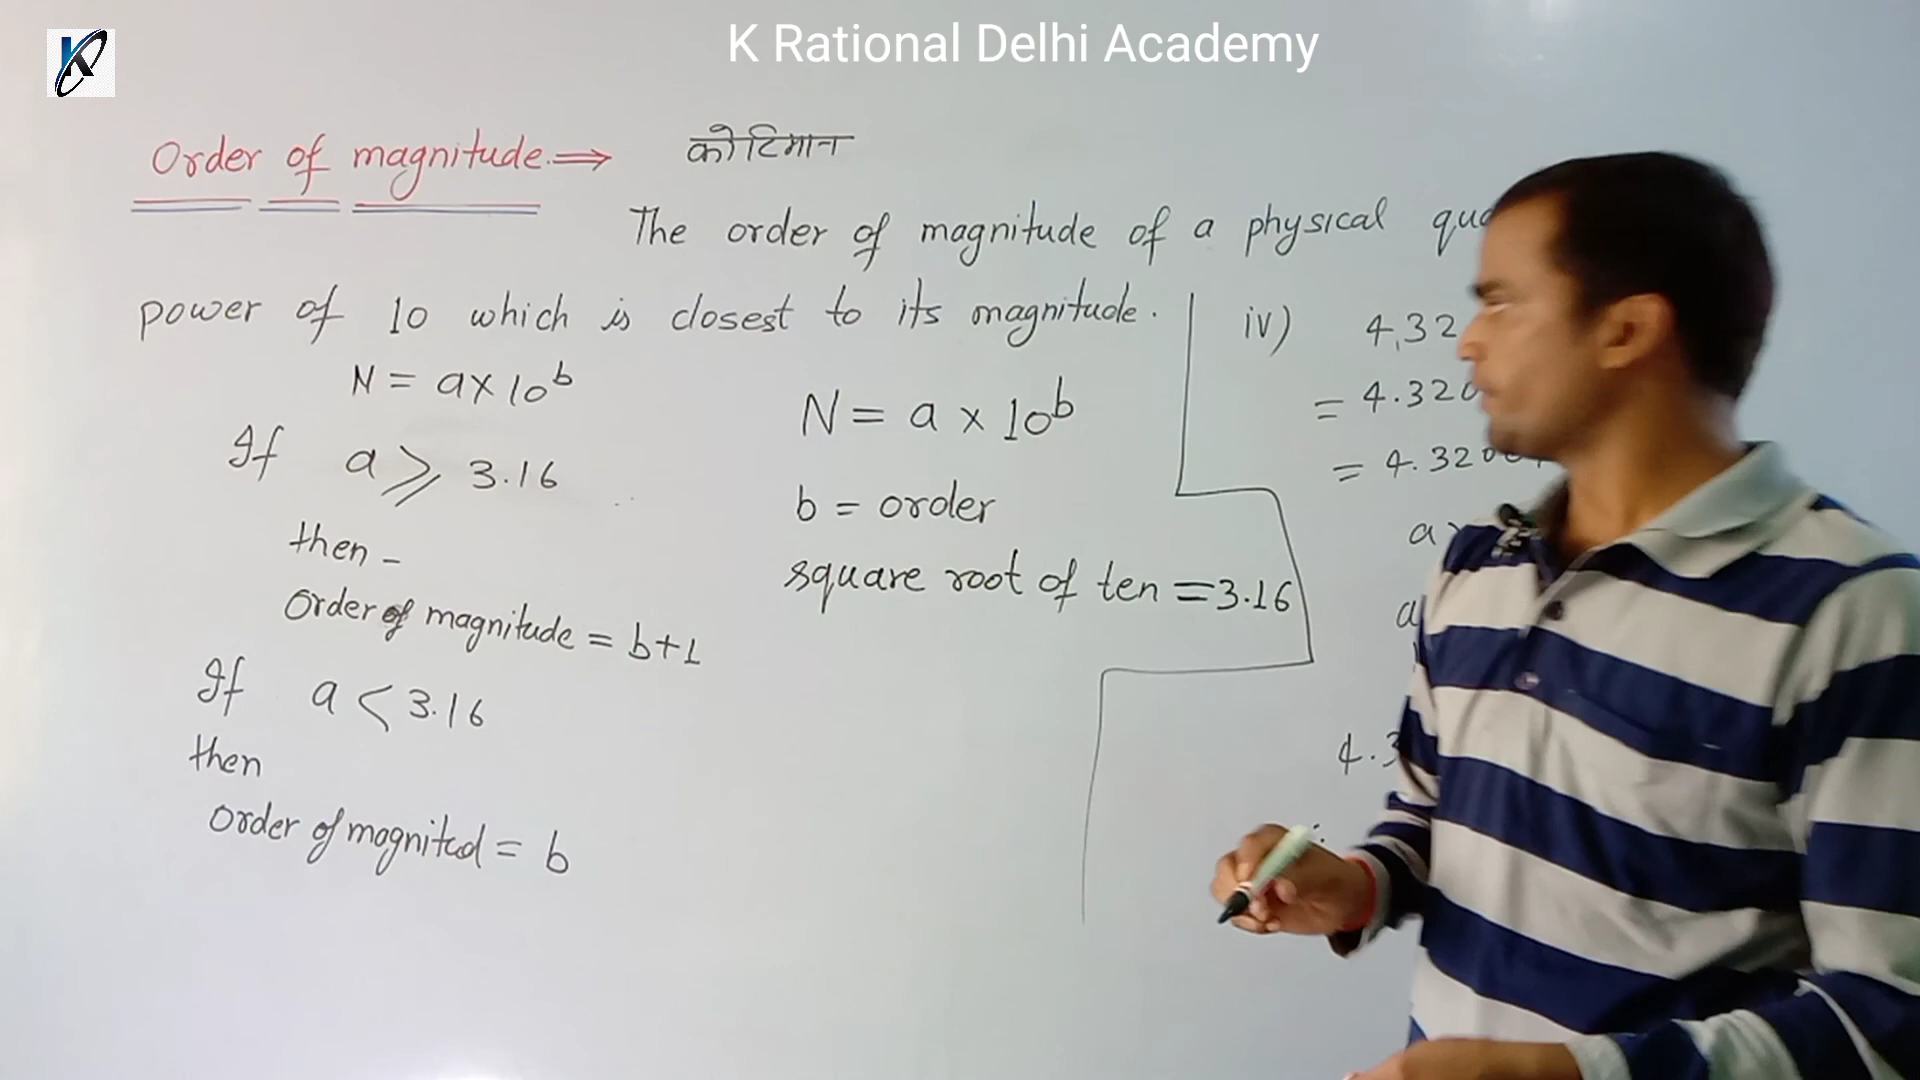 K Rational Delhi Academy
Order of magnitude ⇒ कोटिमान
The order of magnitude of a physical
power of 10 which is closest to its magnitude.
N = a × 10^b
If a ⩾ 3.16
then -
Order of magnitude = b+1
If a < 3.16
then
Order of magnitud = b
N = a × 10^b
b = order
square root of ten = 3.16
iv) 4,32
= 4.320
= 4.320
a
4.3